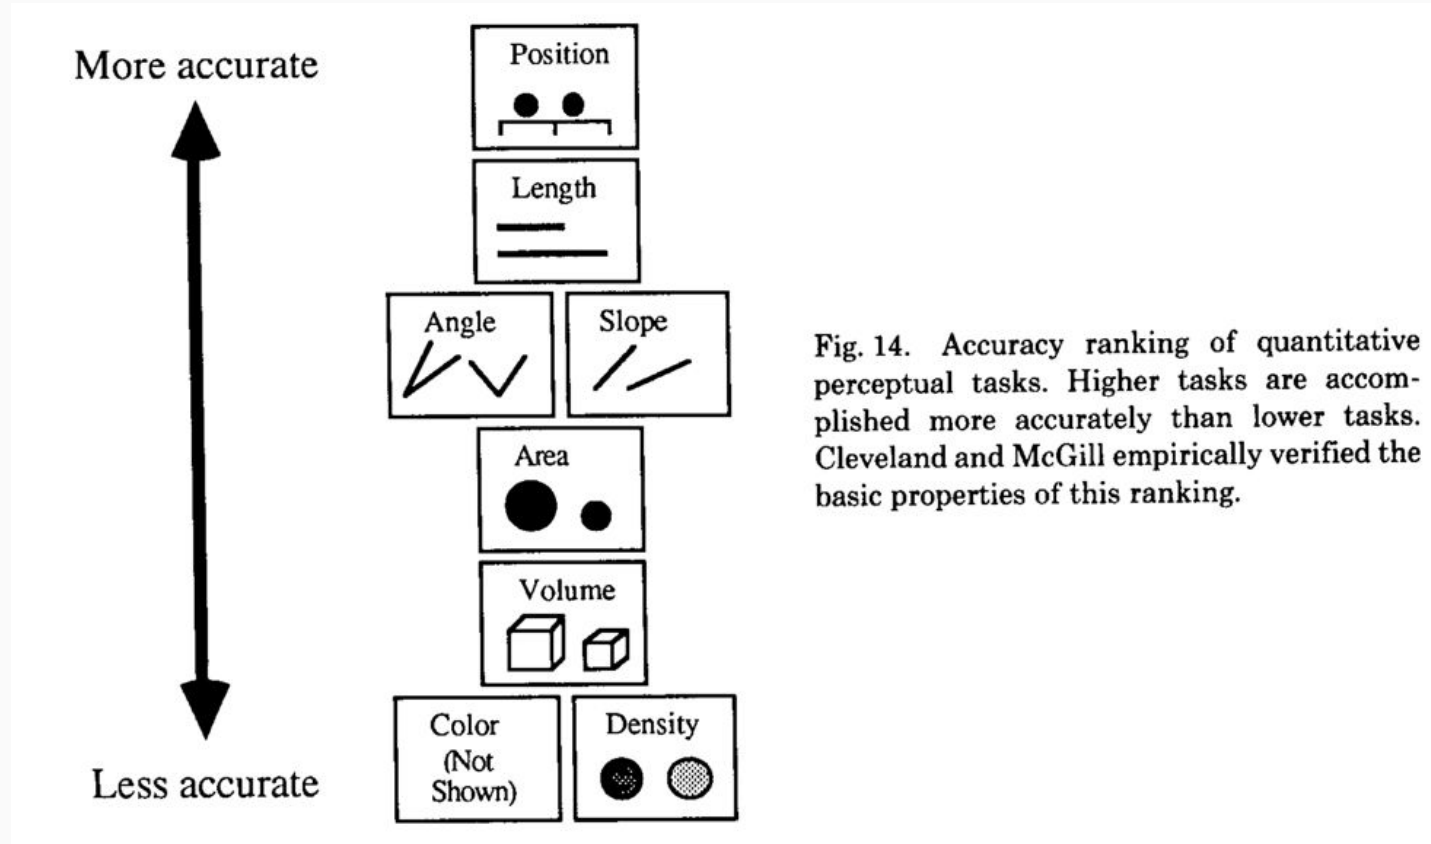 More accurate
Position
Length
Angle
Slope
Area
Volume
Color
(Not
Shown)
Density
Less accurate
Fig. 14. Accuracy ranking of quantitative
perceptual tasks. Higher tasks are accom-
plished more accurately than lower tasks.
Cleveland and McGill empirically verified the
basic properties of this ranking.